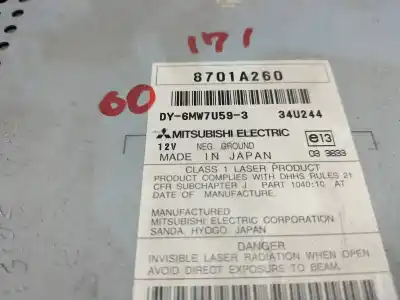 171
60
8701A260
DY-6MW7U59-3 34U244
MITSUBISHI ELECTRIC
12V NEG. GROUND
MADE IN JAPAN
e13
03 3833
CLASS 1 LASER PRODUCT
PRODUCT COMPLIES WITH DHHS RULES 21
CFR SUBCHAPTER J PART 1040:10 AT
DATE OF MANUFACTURE.
MANUFACTURED
MITSUBISHI ELECTRIC CORPORATION
SANDA, HYOGO, JAPAN
DANGER
INVISIBLE LASER RADIATION WHEN OPEN
AVOID DIRECT EXPOSURE TO BEAM.